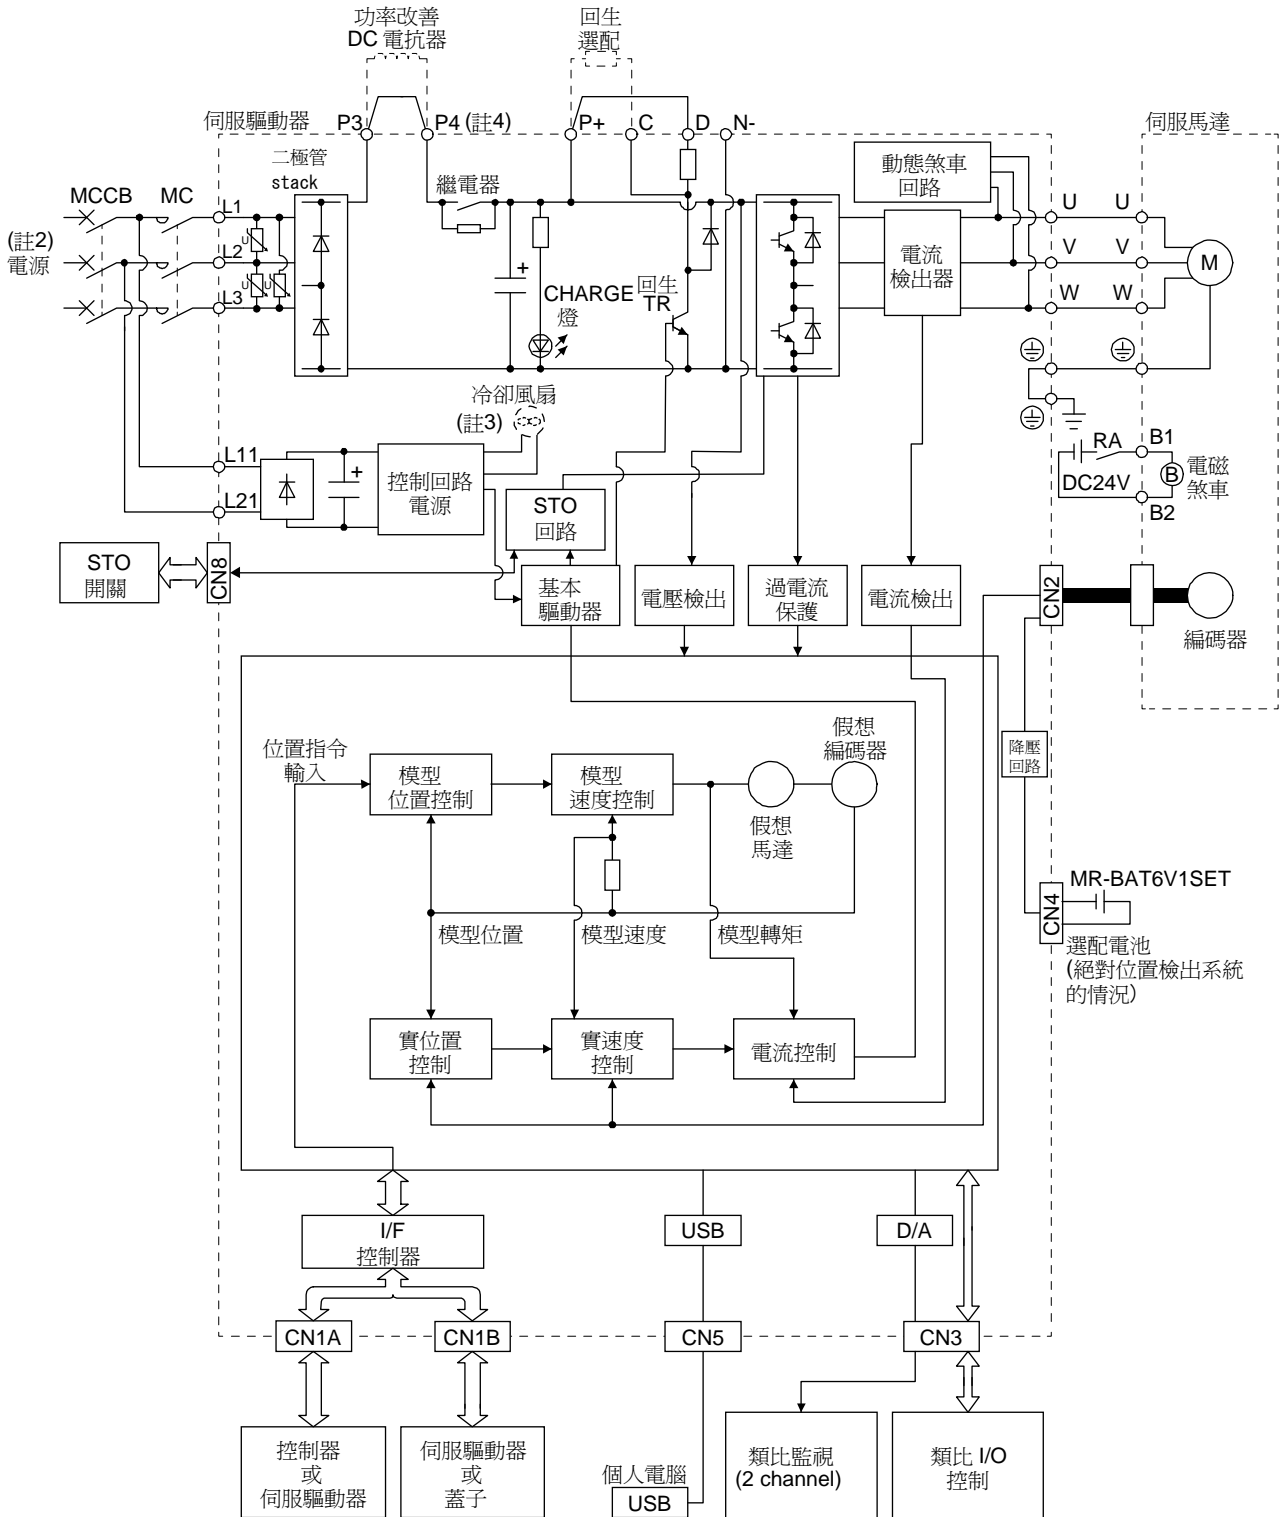 功率改善
DC 電抗器
回生
選配
伺服驅動器
P3
P4 (註4)
P+
C
D
N-
伺服馬達
二極管
stack
繼電器
動態煞車
回路
MCCB
MC
L1
U
U
(註2)
電源
L2
電流
檢出器
V
V
M
L3
W
W
U
U
U
+
CHARGE
燈
回生
TR
冷卻風扇
(註3)
L11
+
控制回路
電源
L21
STO
回路
RA
DC24V
B1
B
電磁
煞車
B2
STO
開關
CN8
基本
驅動器
電壓檢出
過電流
保護
電流檢出
CN2
編碼器
位置指令
輸入
模型
位置控制
模型
速度控制
假想
編碼器
假想
馬達
降壓
回路
模型位置
模型速度
模型轉矩
MR-BAT6V1SET
CN4
選配電池
(絕對位置檢出系統
的情況)
實位置
控制
實速度
控制
電流控制
I/F
控制器
USB
D/A
CN1A
CN1B
CN5
CN3
控制器
或
伺服驅動器
伺服驅動器
或
蓋子
個人電腦
USB
類比監視
(2 channel)
類比 I/O
控制